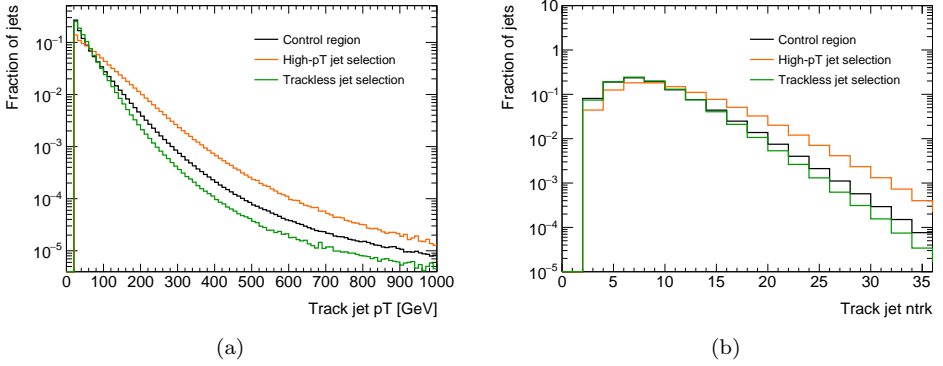 Fraction of jets
10⁻¹
10⁻²
10⁻³
10⁻⁴
10⁻⁵
Control region
High-pT jet selection
Trackless jet selection
0 100 200 300 400 500 600 700 800 900 1000
Track jet pT [GeV]
(a)
Fraction of jets
10
1
10⁻¹
10⁻²
10⁻³
10⁻⁴
10⁻⁵
Control region
High-pT jet selection
Trackless jet selection
0 5 10 15 20 25 30 35
Track jet ntrk
(b)